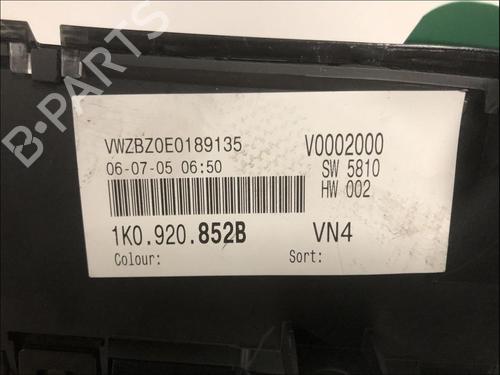 B-PARTS
VWZBZ0E0189135 V0002000
06-07-05 06:50 SW 5810
HW 002
1K0.920.852B VN4
Colour: Sort: